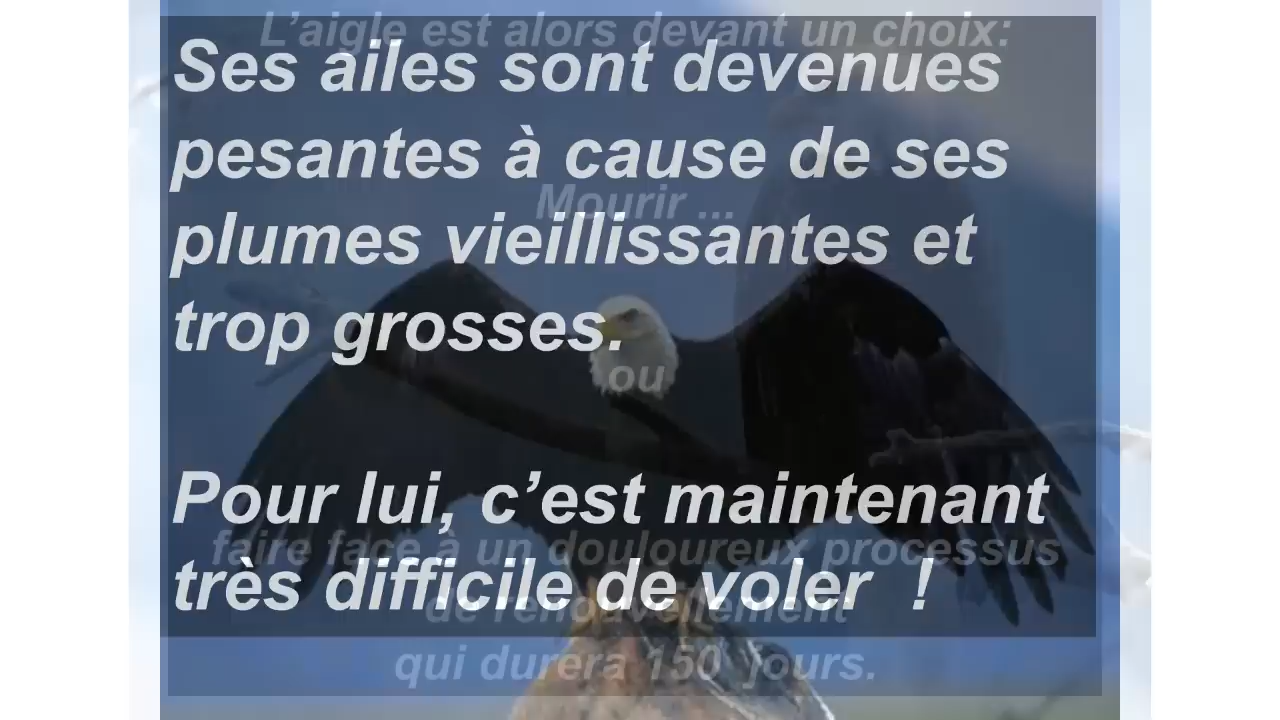 L’aigle est alors devant un choix:
Ses ailes sont devenues
pesantes à cause de ses
Mourir ...
plumes vieillissantes et
trop grosses.
ou
Pour lui, c’est maintenant
faire face à un douloureux processus
très difficile de voler !
de renouvellement
qui durera 150 jours.